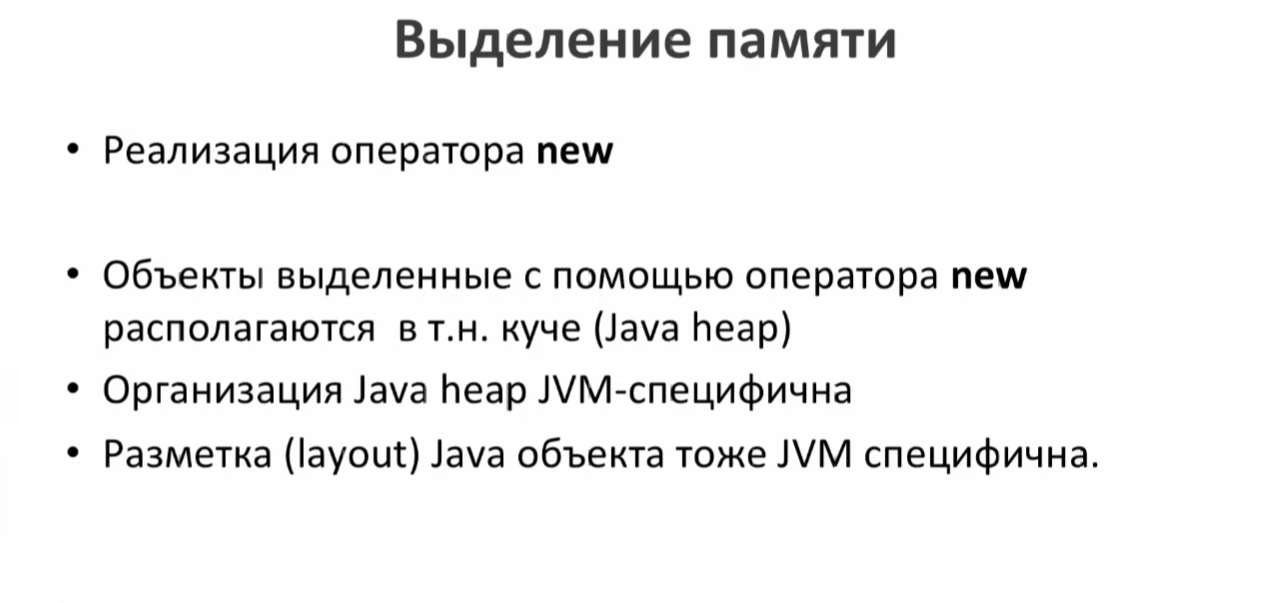 Выделение памяти
• Реализация оператора new
• Объекты выделенные с помощью оператора new
располагаются в т.н. куче (Java heap)
• Организация Java heap JVM-специфична
• Разметка (layout) Java объекта тоже JVM специфична.